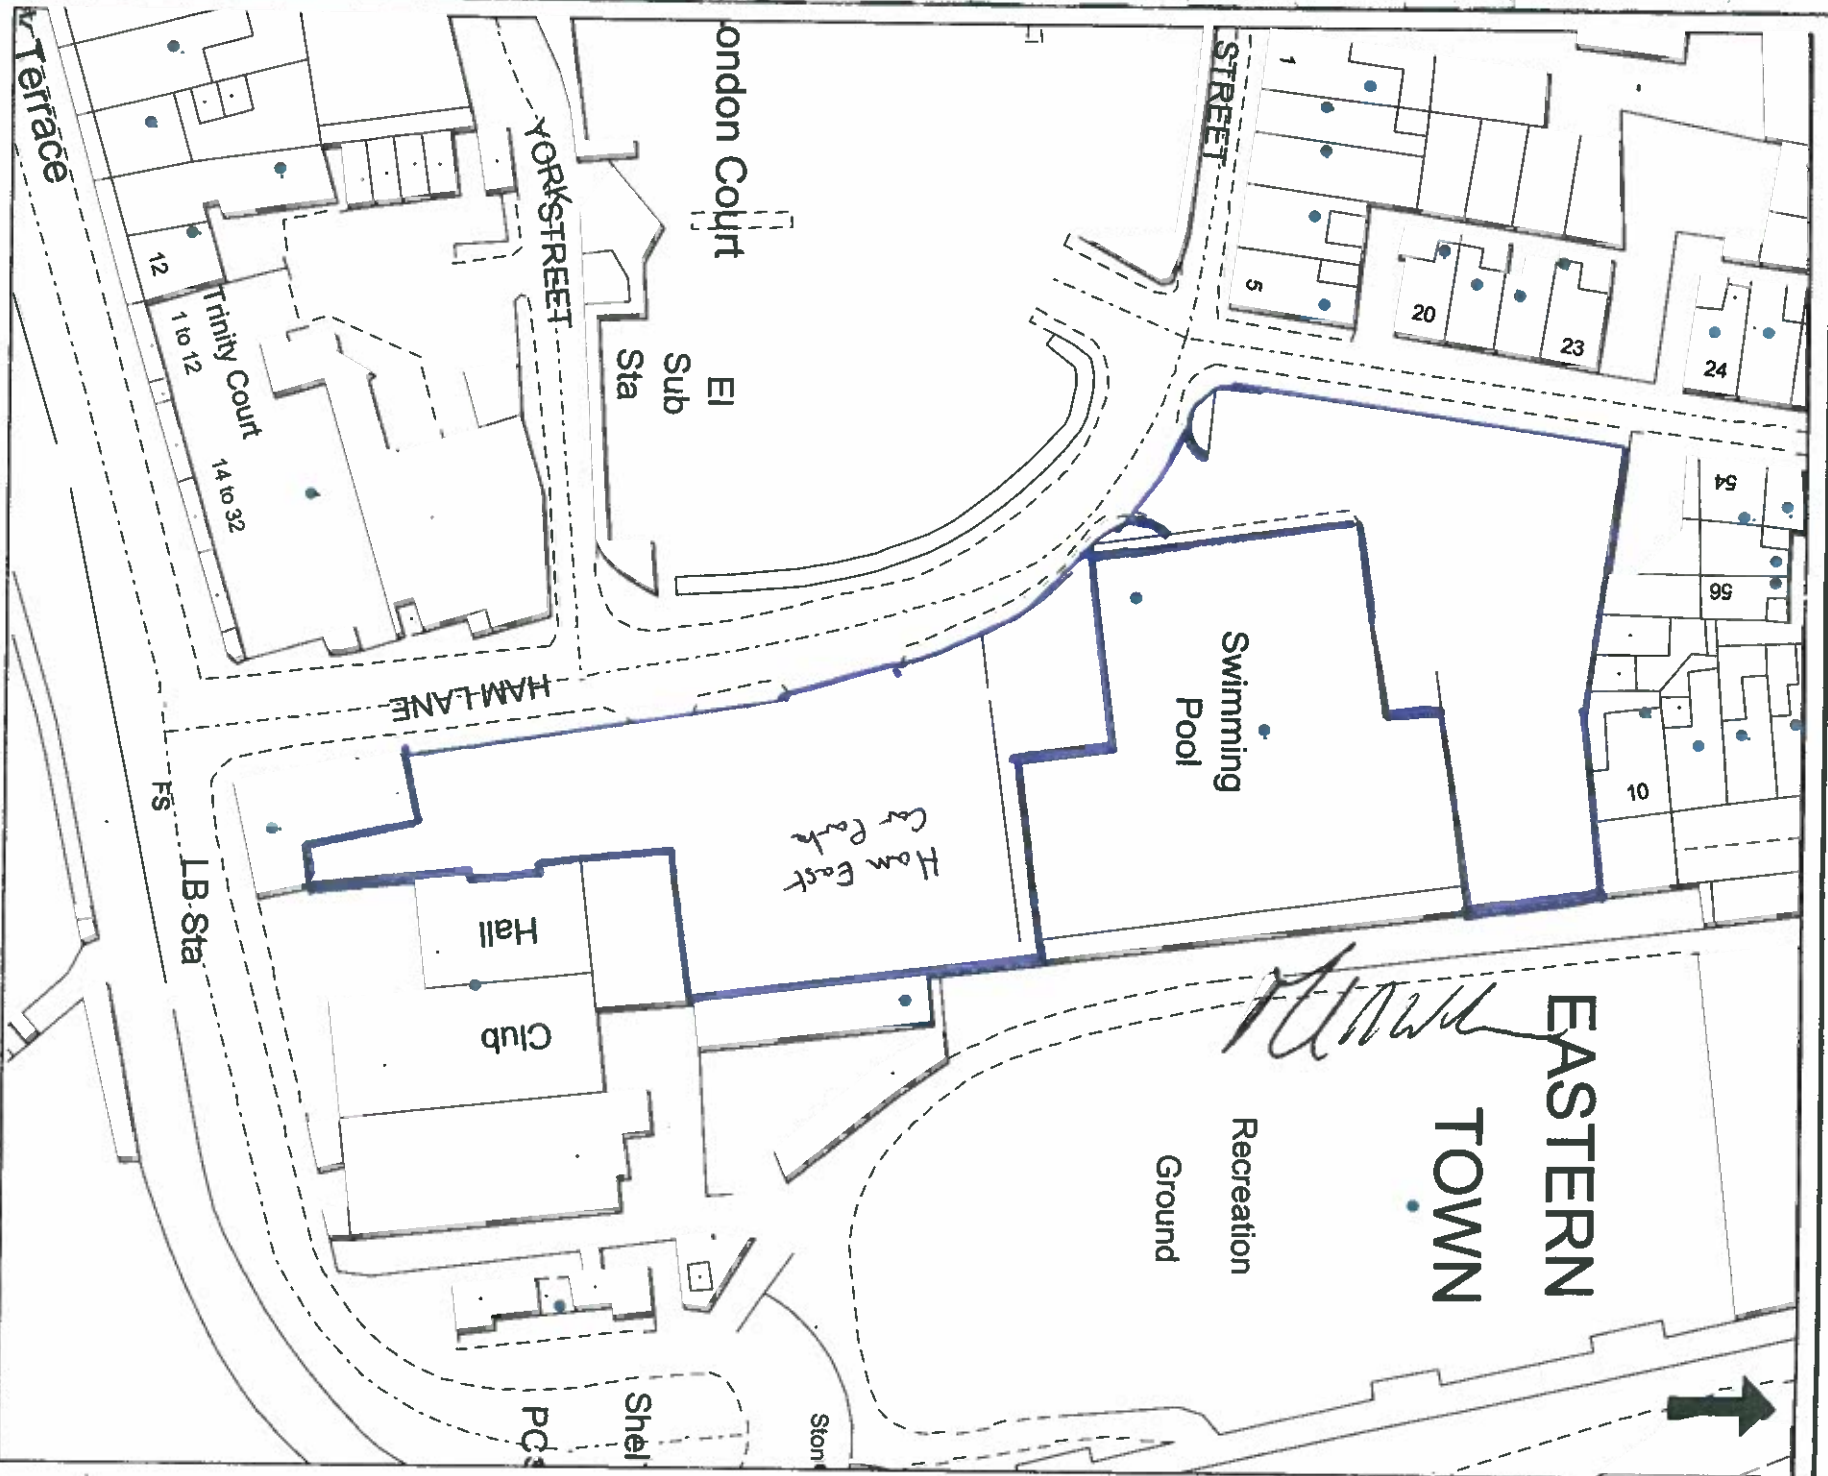 Terrace
YORK STREET
ondon Court
STREET
1
5
20
23
24
54
56
10
12
Trinity Court
1 to 12
14 to 32
El
Sub
Sta
HAM LANE
Swimming
Pool
Ham East
Car Park
FS
LB Sta
Hall
Club
EASTERN
TOWN
Recreation
Ground
Shel
PCs
Ston